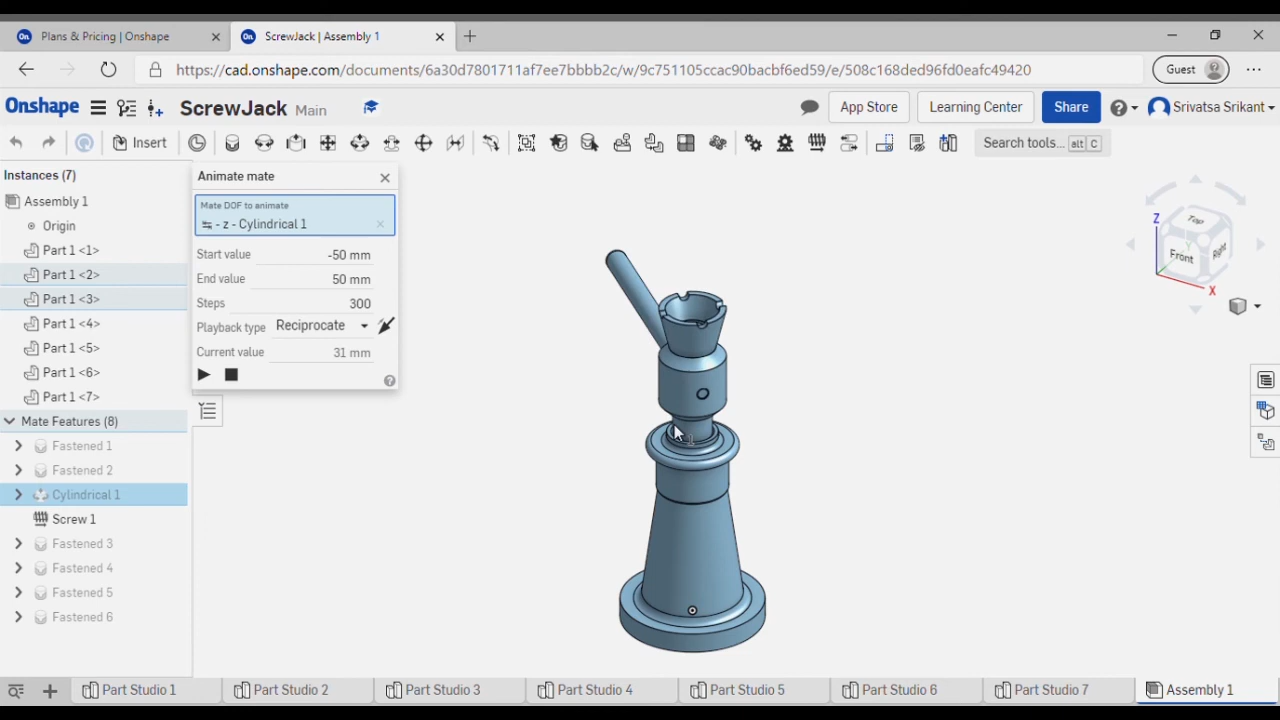 Plans & Pricing | Onshape
ScrewJack | Assembly 1
https://cad.onshape.com/documents/6a30d7801711af7ee7bbbb2c/w/9c751105ccac90bacbf6ed59/e/508c168ded96fd0eafc49420
Guest
Onshape
ScrewJack Main
App Store
Learning Center
Share
Srivatsa Srikant
Insert
Search tools... alt C
Instances (7)
Assembly 1
Origin
Part 1 <1>
Part 1 <2>
Part 1 <3>
Part 1 <4>
Part 1 <5>
Part 1 <6>
Part 1 <7>
Mate Features (8)
Fastened 1
Fastened 2
Cylindrical 1
Screw 1
Fastened 3
Fastened 4
Fastened 5
Fastened 6
Animate mate
Mate DOF to animate
- z - Cylindrical 1
Start value -50 mm
End value 50 mm
Steps 300
Playback type Reciprocate
Current value 31 mm
Z
Top
Front
Right
X
Part Studio 1
Part Studio 2
Part Studio 3
Part Studio 4
Part Studio 5
Part Studio 6
Part Studio 7
Assembly 1